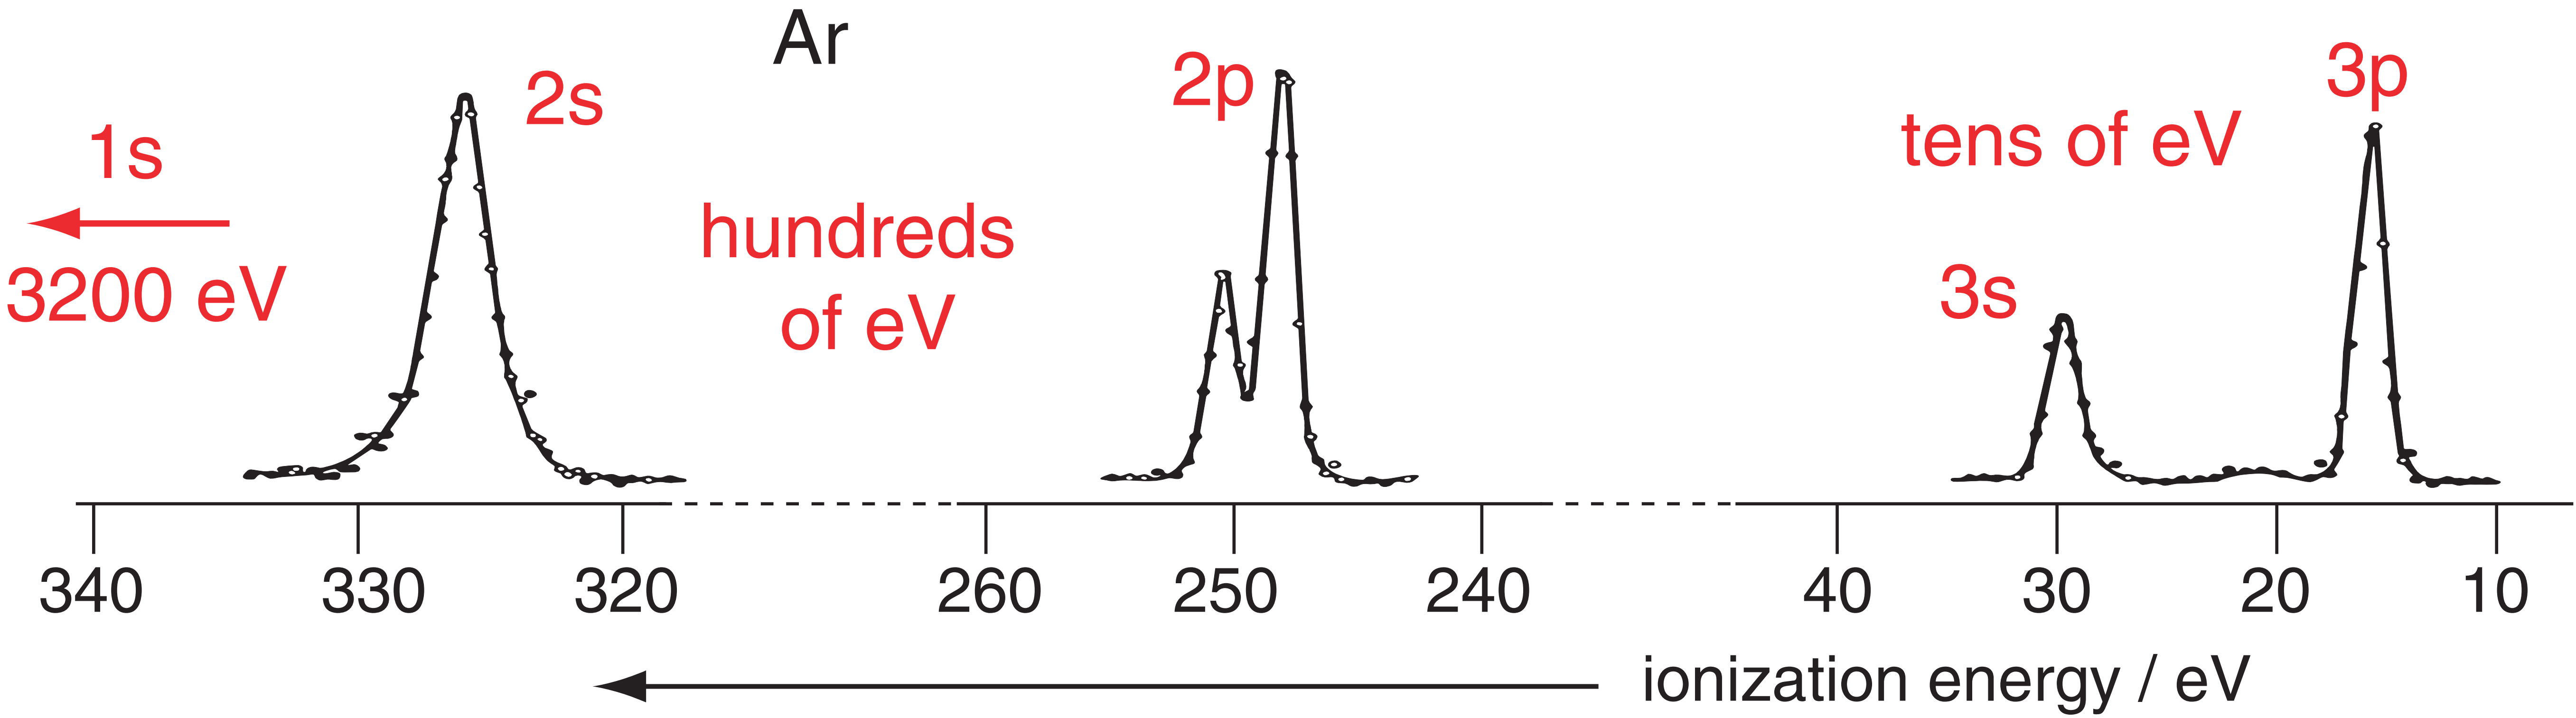 Ar
1s
3200 eV
2s
hundreds
of eV
2p
tens of eV
3s
3p
340 330 320 260 250 240 40 30 20 10
ionization energy / eV